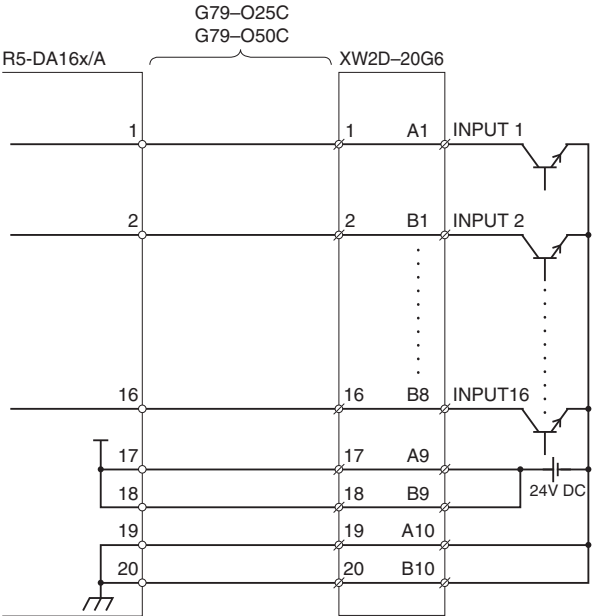 G79–O25C
G79–O50C
R5-DA16x/A
XW2D–20G6
1 1 A1 INPUT 1
2 2 B1 INPUT 2
16 16 B8 INPUT16
17 17 A9
18 18 B9 24V DC
19 19 A10
20 20 B10